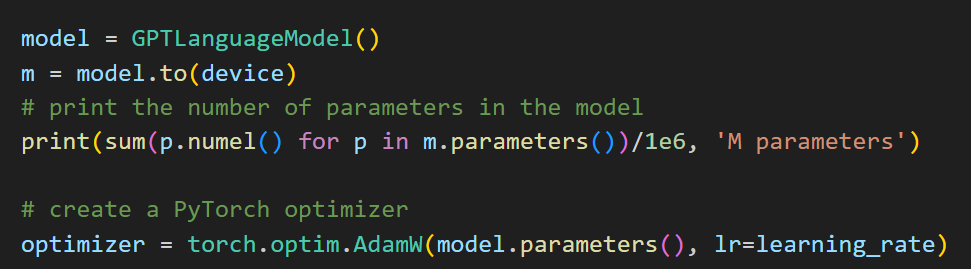 model = GPTLanguageModel()
m = model.to(device)
# print the number of parameters in the model
print(sum(p.numel() for p in m.parameters())/1e6, 'M parameters')
# create a PyTorch optimizer
optimizer = torch.optim.AdamW(model.parameters(), lr=learning_rate)